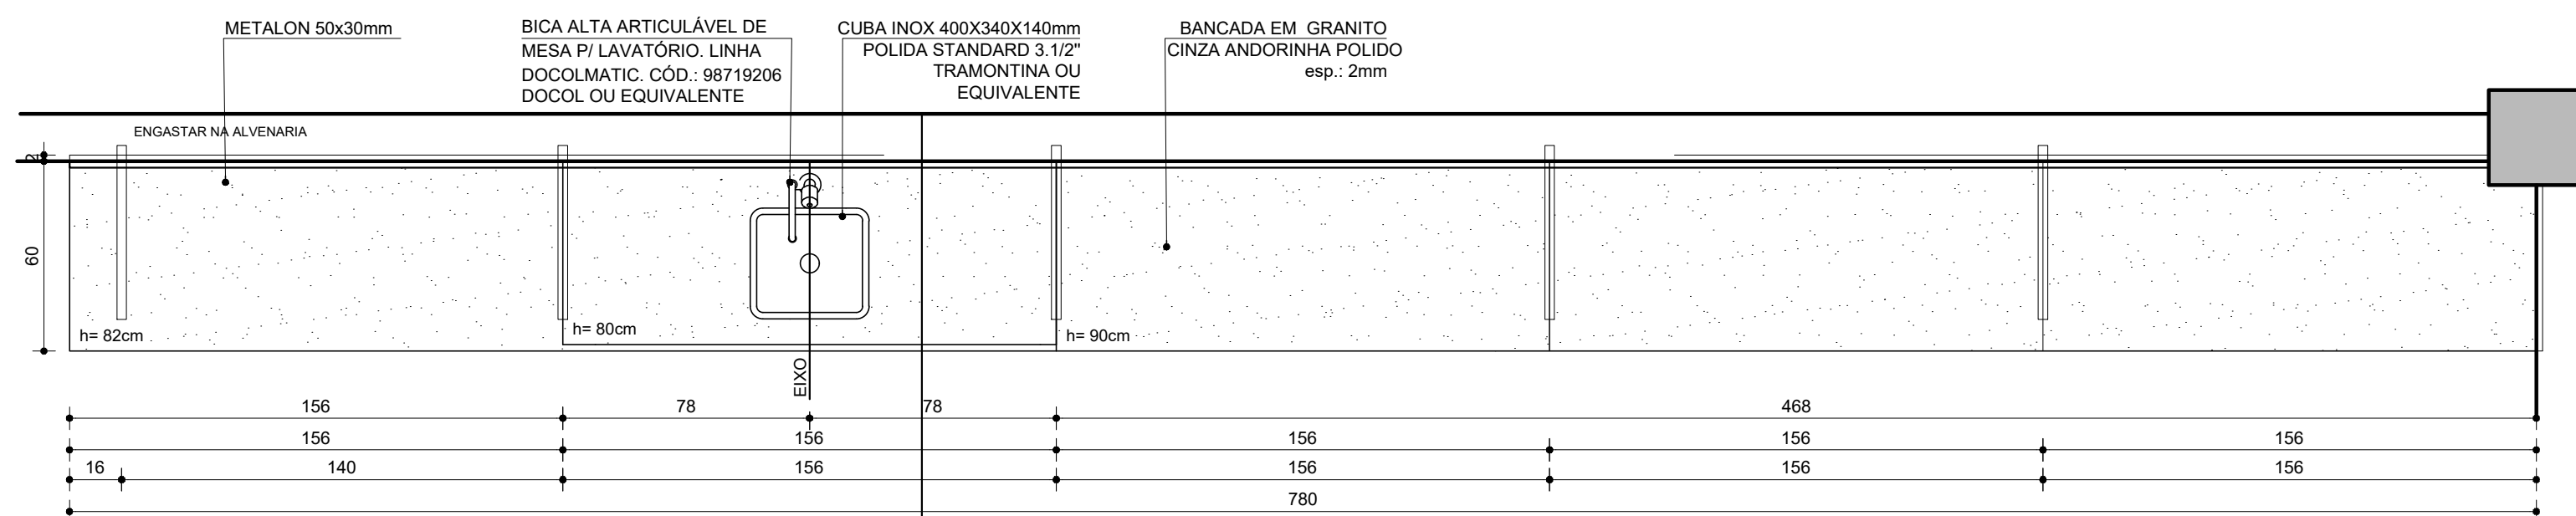 METALON 50x30mm
BICA ALTA ARTICULÁVEL DE
MESA P/ LAVATÓRIO. LINHA
DOCOLMATIC. CÓD.: 98719206
DOCOL OU EQUIVALENTE
CUBA INOX 400X340X140mm
POLIDA STANDARD 3.1/2"
TRAMONTINA OU
EQUIVALENTE
BANCADA EM GRANITO
CINZA ANDORINHA POLIDO
esp.: 2mm
ENGASTAR NA ALVENARIA
2
60
h= 82cm
h= 80cm
h= 90cm
EIXO
156 78 78 468
156 156 156 156 156
16 140 156 156 156 156
780